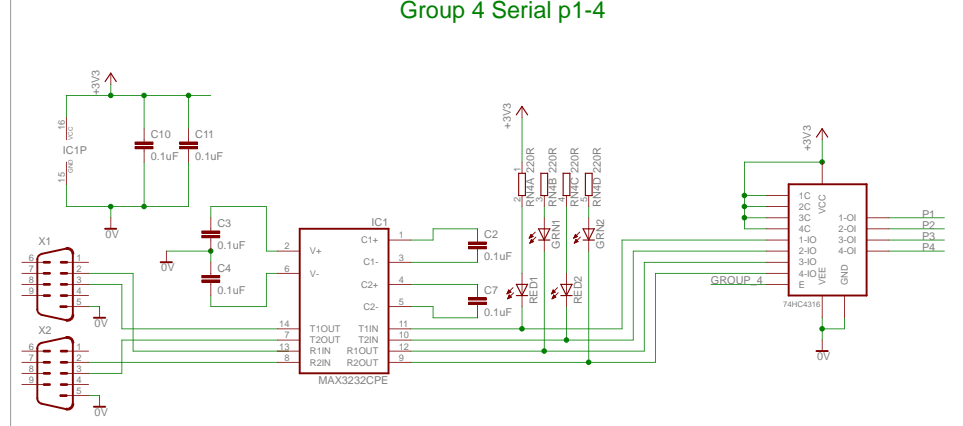 Group 4 Serial p1-4
+3V3
16
VCC
IC1P
GND
15
C10
0.1uF
C11
0.1uF
0V
+3V3
1
2
RN4A 220R
3
RN4B 220R
4
RN4C 220R
5
RN4D 220R
GRN1
GRN2
RED1
RED2
+3V3
C3
0.1uF
C4
0.1uF
0V
IC1
2
V+
6
V-
C1+
1
C1-
3
C2+
4
C2-
5
C2
0.1uF
C7
0.1uF
14
T1OUT
7
T2OUT
13
R1IN
8
R2IN
T1IN
11
T2IN
10
R1OUT
12
R2OUT
9
MAX3232CPE
X1
6
7
8
9
1
2
3
4
5
0V
X2
6
7
8
9
1
2
3
4
5
0V
1C
2C
3C
4C
1-IO
2-IO
3-IO
4-IO
E
VCC
VEE
GND
1-OI
2-OI
3-OI
4-OI
P1
P2
P3
P4
GROUP_4
74HC4316
0V